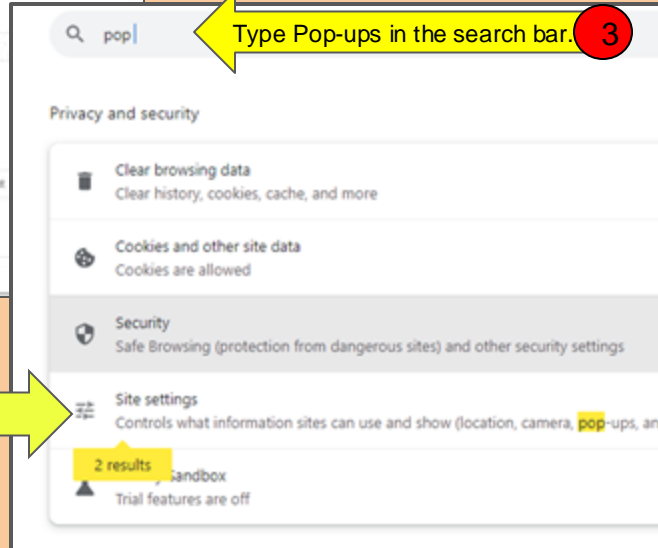 pop
Type Pop-ups in the search bar. 3
Privacy and security
Clear browsing data
Clear history, cookies, cache, and more
Cookies and other site data
Cookies are allowed
Security
Safe Browsing (protection from dangerous sites) and other security settings
Site settings
Controls what information sites can use and show (location, camera, pop-ups, an
2 results
Sandbox
Trial features are off